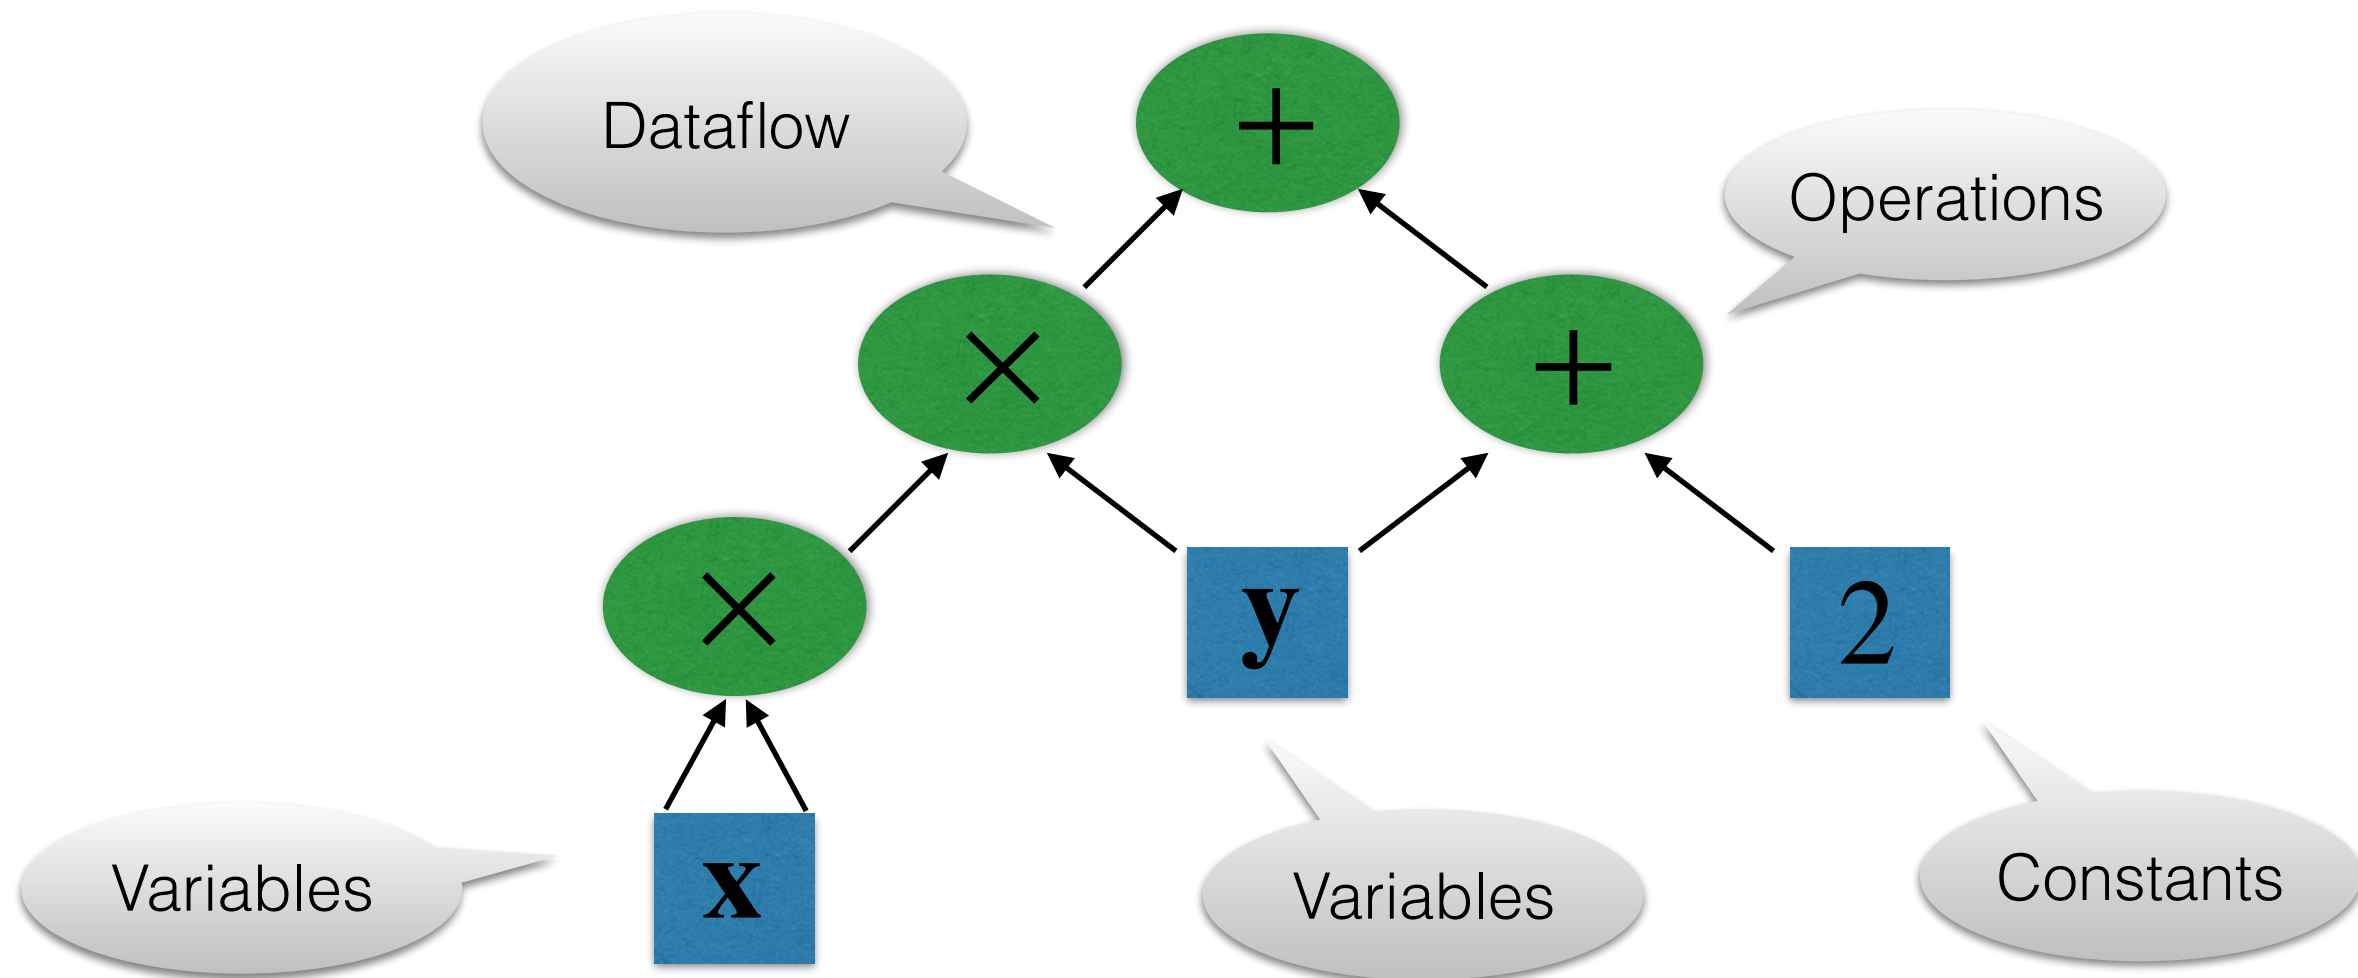 Dataflow
+
Operations
×
+
×
y
2
Variables
x
Variables
Constants